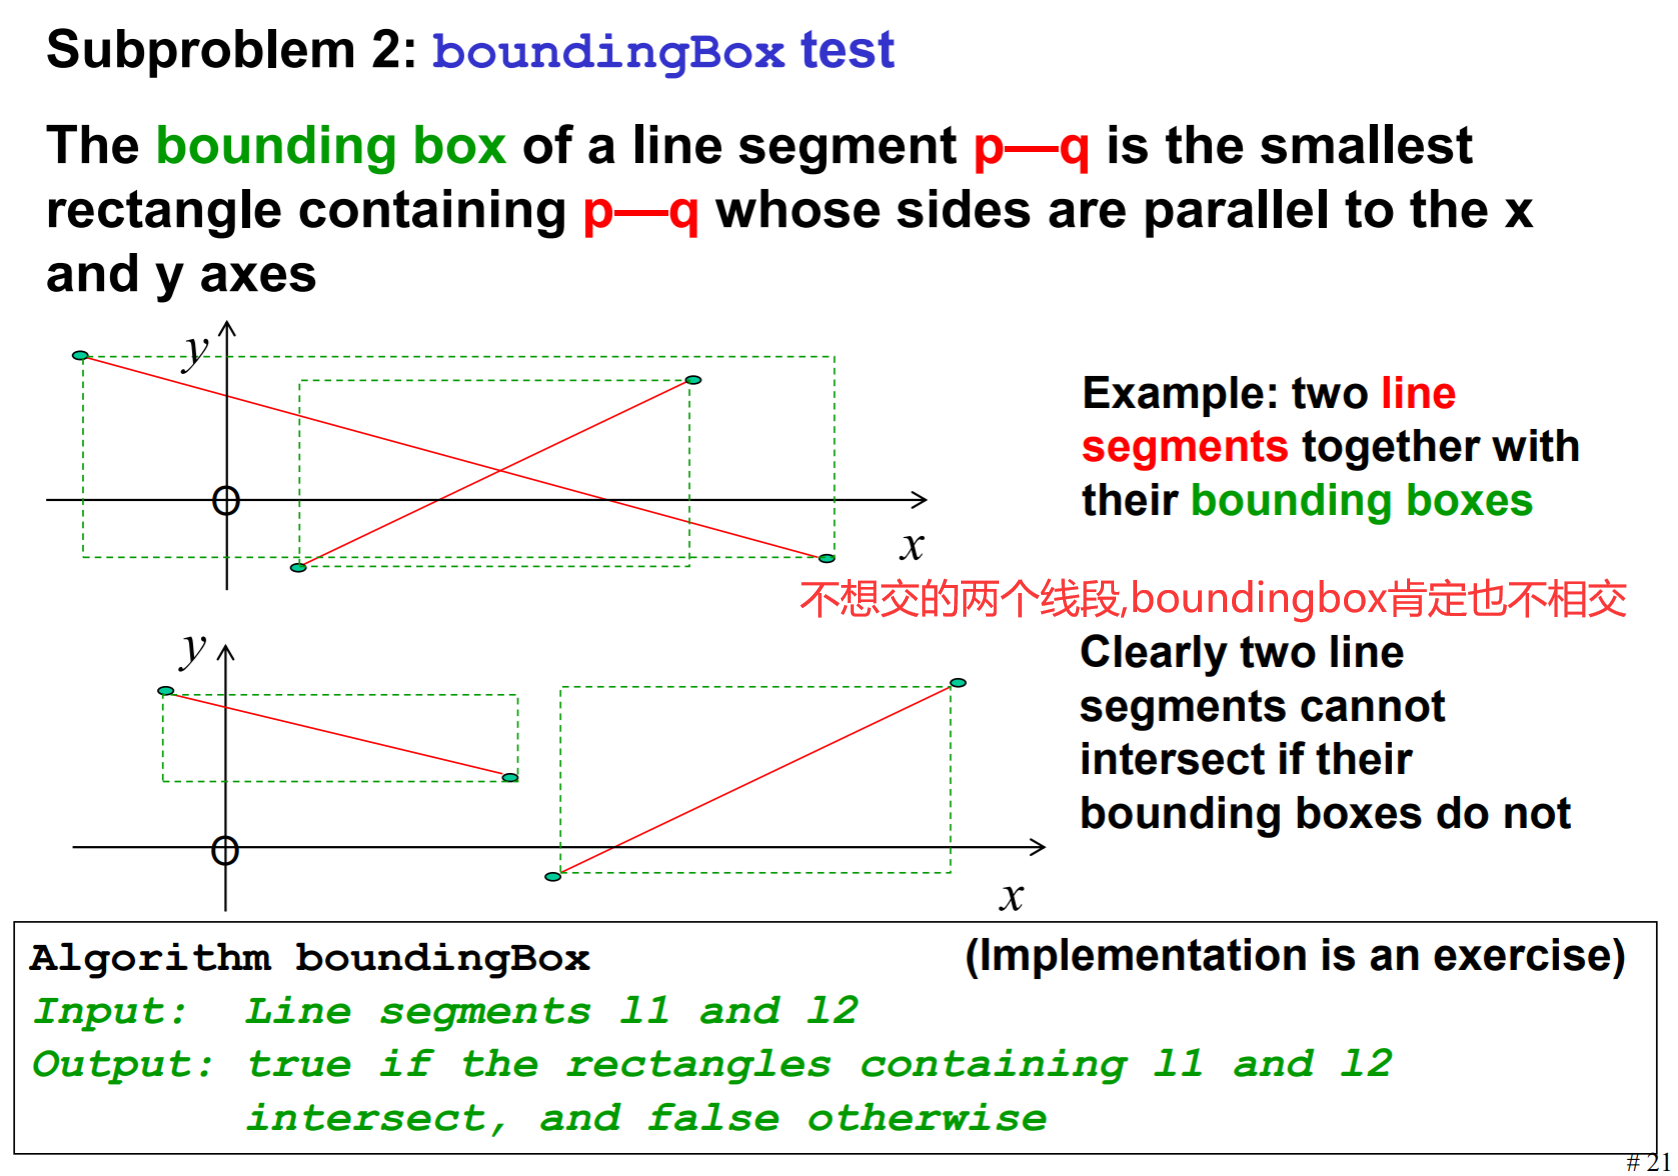 Subproblem 2: boundingBox test
The bounding box of a line segment p—q is the smallest
rectangle containing p—q whose sides are parallel to the x
and y axes
y
O
x
Example: two line
segments together with
their bounding boxes
不想交的两个线段,boundingbox肯定也不相交
y
O
x
Clearly two line
segments cannot
intersect if their
bounding boxes do not
Algorithm boundingBox (Implementation is an exercise)
Input: Line segments l1 and l2
Output: true if the rectangles containing l1 and l2
intersect, and false otherwise
# 21